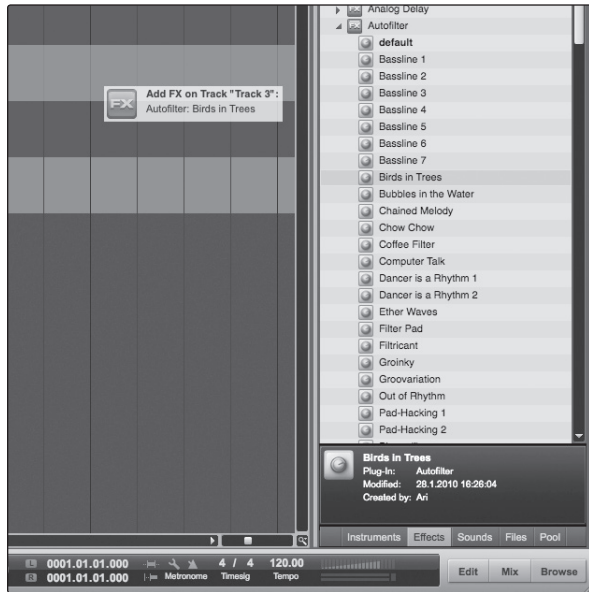 Analog Delay
Autofilter
default
Bassline 1
Bassline 2
Bassline 3
Bassline 4
Bassline 5
Bassline 6
Bassline 7
Birds in Trees
Bubbles in the Water
Chained Melody
Chow Chow
Coffee Filter
Computer Talk
Dancer is a Rhythm 1
Dancer is a Rhythm 2
Ether Waves
Filter Pad
Filtricant
Groinky
Groovariation
Out of Rhythm
Pad-Hacking 1
Pad-Hacking 2
FX
Add FX on Track "Track 3":
Autofilter: Birds in Trees
Birds in Trees
Plug-In: Autofilter
Modified: 28.1.2010 16:26:04
Created by: Ari
Instruments Effects Sounds Files Pool
L 0001.01.01.000 4 / 4 120.00
R 0001.01.01.000 Metronome Timesig Tempo
Edit Mix Browse